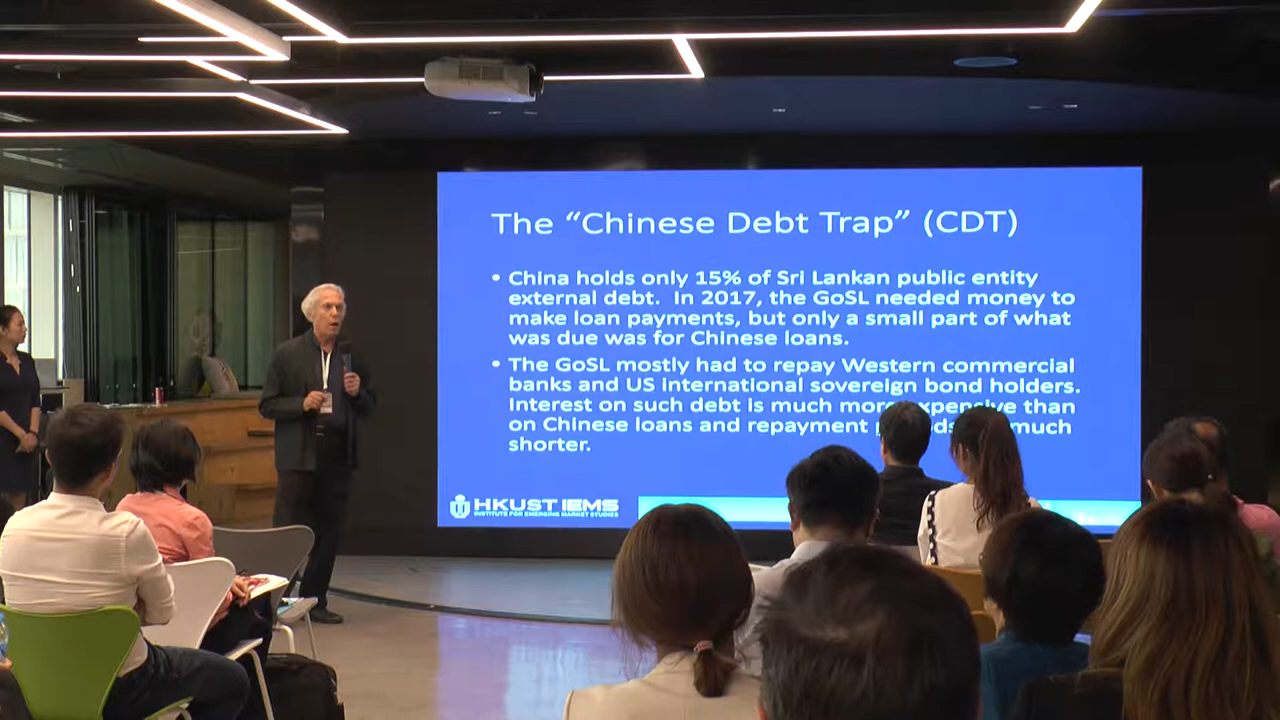 The “Chinese Debt Trap” (CDT)
• China holds only 15% of Sri Lankan public entity
external debt.  In 2017, the GoSL needed money to
make loan payments, but only a small part of what
was due was for Chinese loans.
• The GoSL mostly had to repay Western commercial
banks and US international sovereign bond holders.
Interest on such debt is much more expensive than
on Chinese loans and repayment much
shorter.
HKUST IEMS
INSTITUTE FOR EMERGING MARKET STUDIES